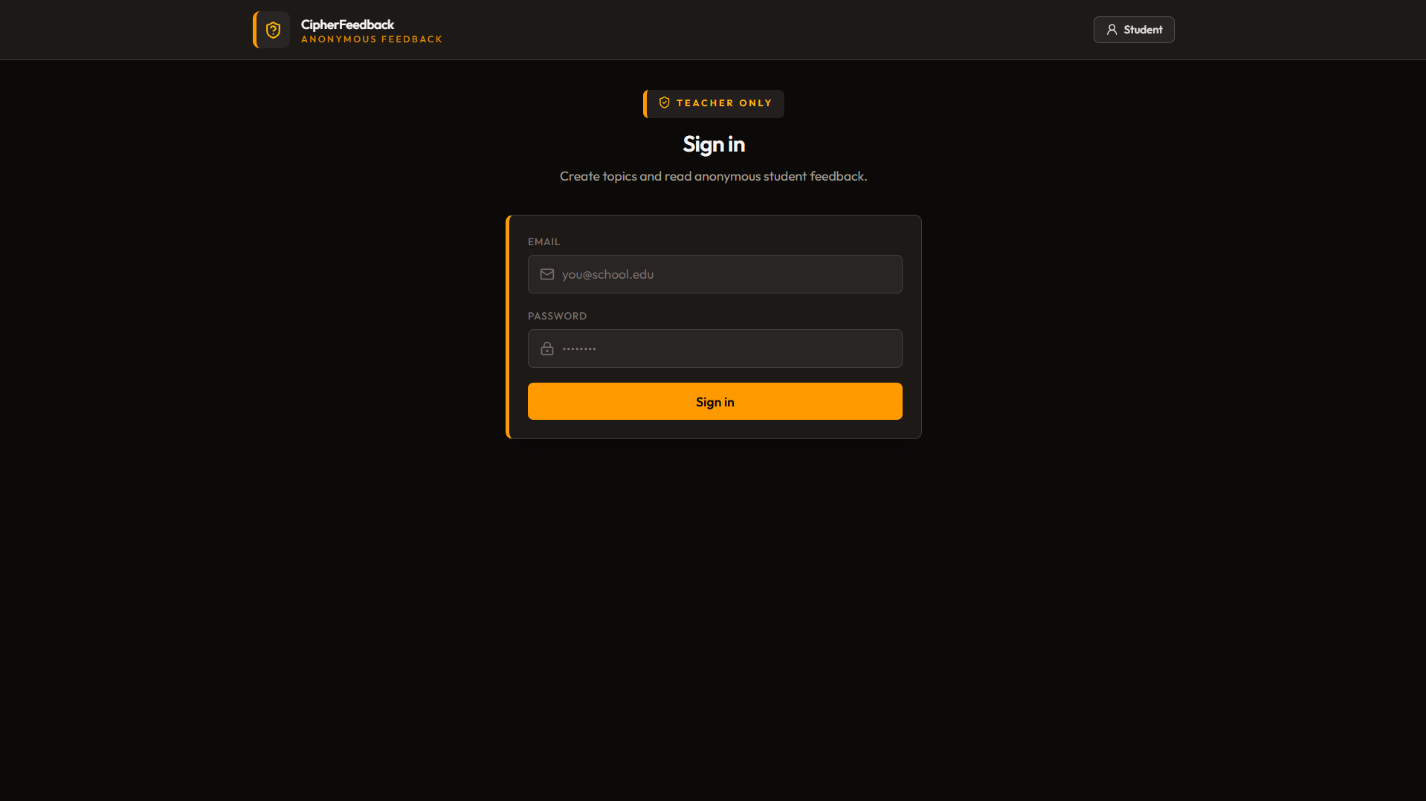 CipherFeedback
ANONYMOUS FEEDBACK
Student
TEACHER ONLY
Sign in
Create topics and read anonymous student feedback.
EMAIL
you@school.edu
PASSWORD
••••••••
Sign in